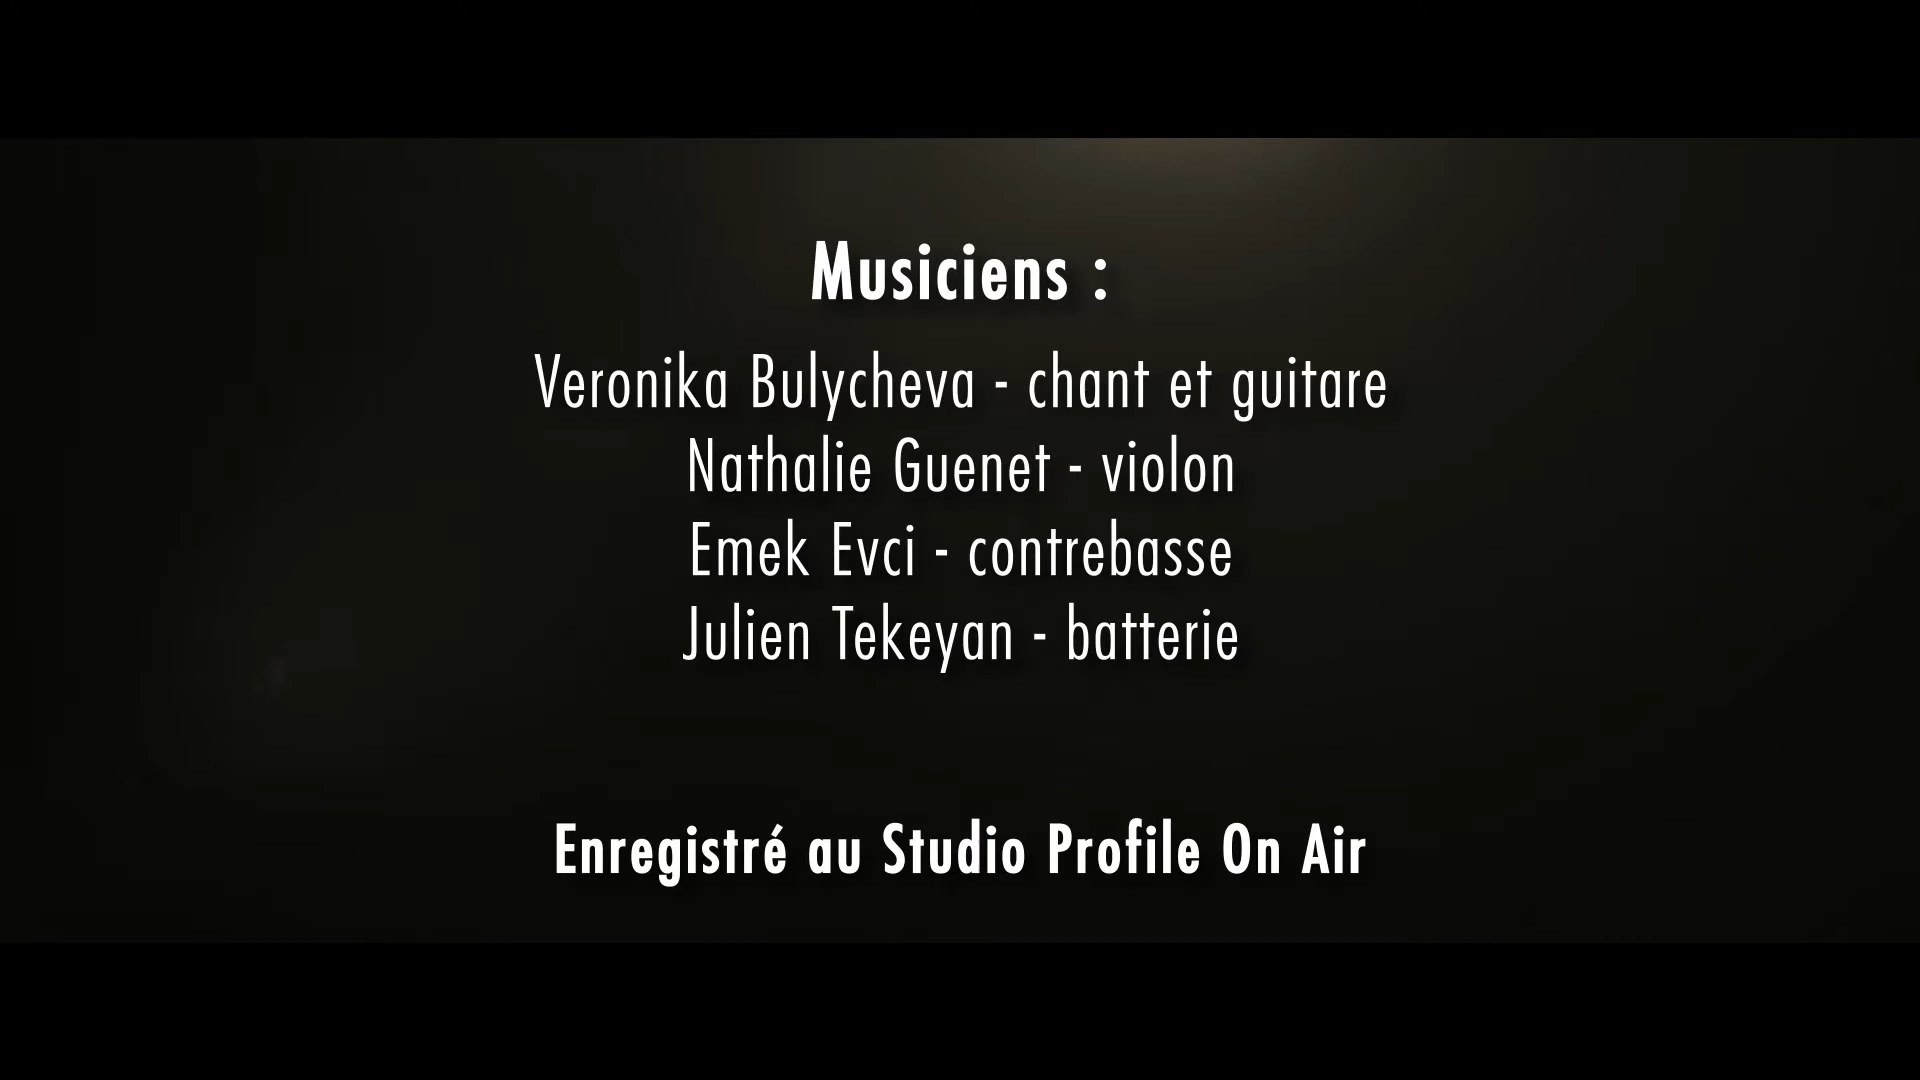 Musiciens :
Veronika Bulycheva - chant et guitare
Nathalie Guenet - violon
Emek Evci - contrebasse
Julien Tekeyan - batterie
Enregistré au Studio Profile On Air